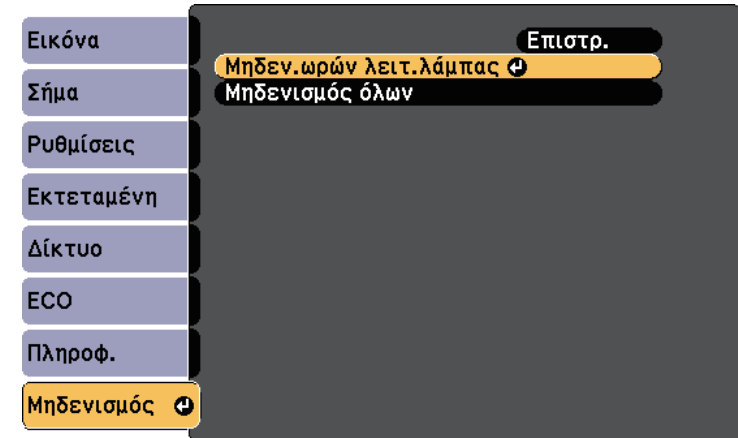 Εικόνα
Σήμα
Ρυθμίσεις
Εκτεταμένη
Δίκτυο
ECO
Πληροφ.
Μηδενισμός
Επιστρ.
Μηδεν.ωρών λειτ.λάμπας
Μηδενισμός όλων